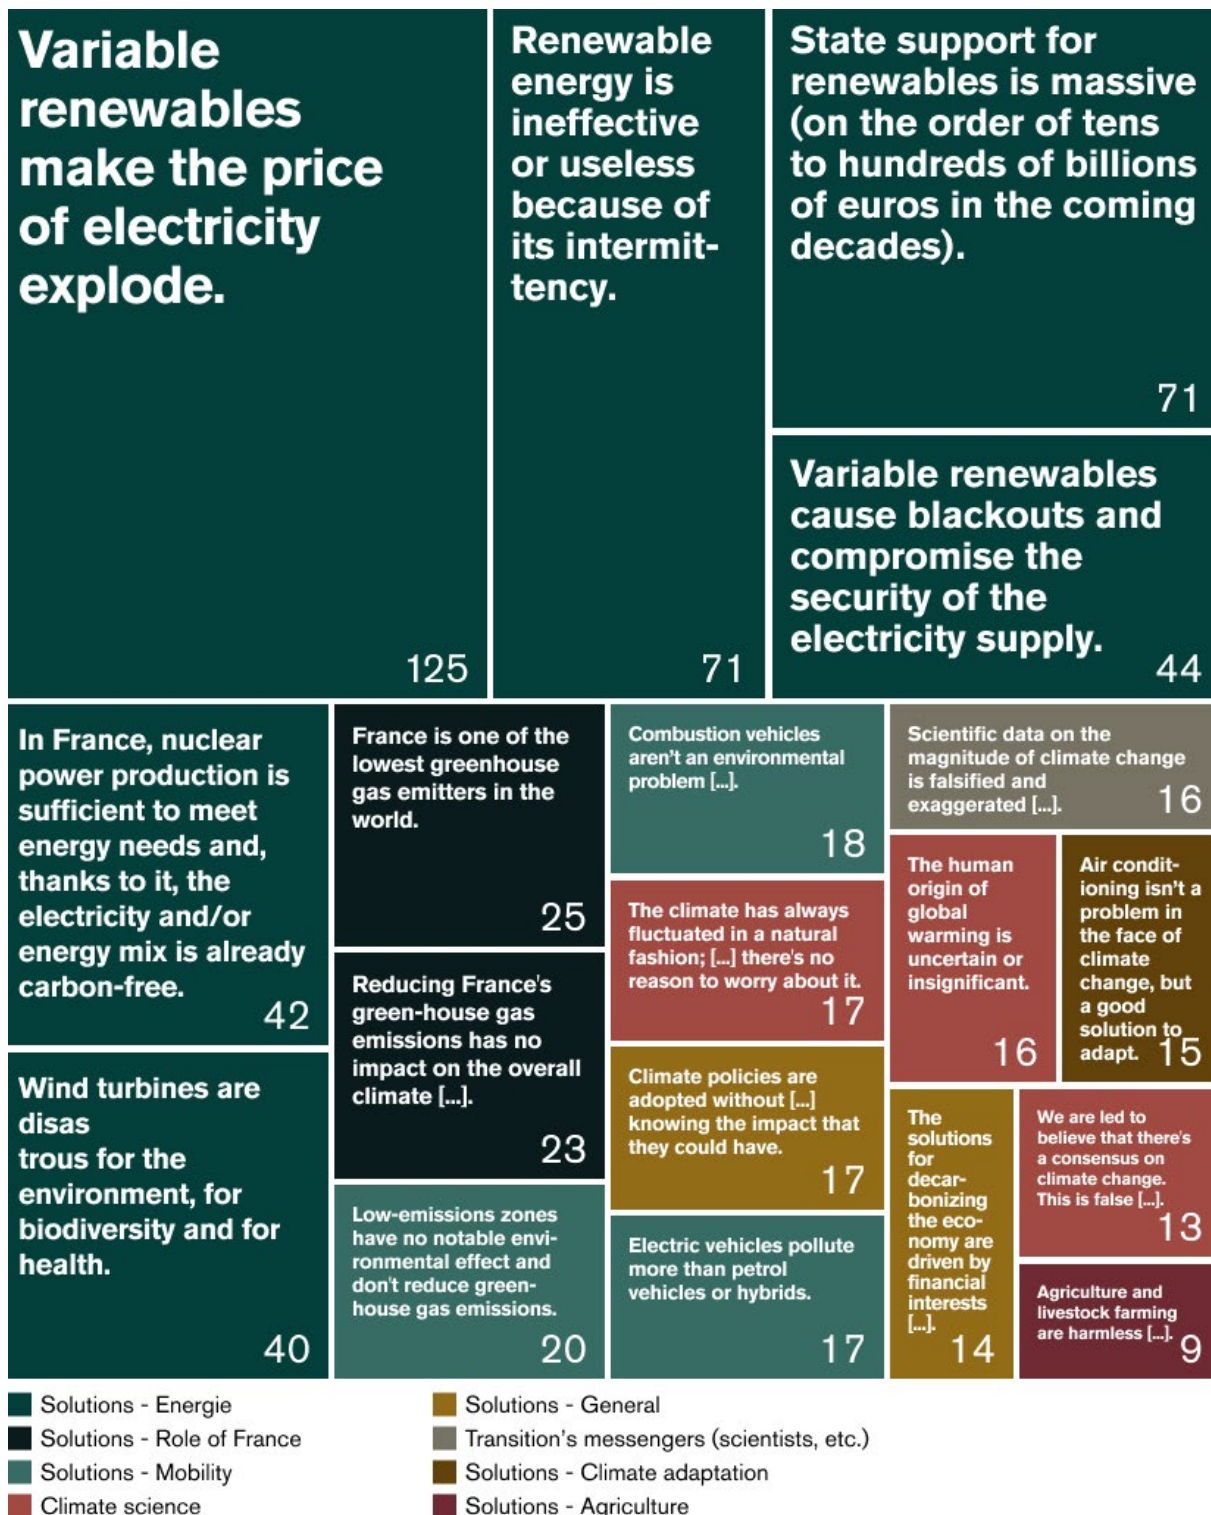 Variable
renewables
make the price
of electricity
explode.
125
Renewable
energy is
ineffective
or useless
because of
its intermit-
tency.
71
State support for
renewables is massive
(on the order of tens
to hundreds of billions
of euros in the coming
decades).
71
Variable renewables
cause blackouts and
compromise the
security of the
electricity supply.
44
In France, nuclear
power production is
sufficient to meet
energy needs and,
thanks to it, the
electricity and/or
energy mix is already
carbon-free.
42
Wind turbines are
disas
trous for the
environment, for
biodiversity and for
health.
40
France is one of the
lowest greenhouse
gas emitters in the
world.
25
Reducing France's
green-house gas
emissions has no
impact on the overall
climate [...].
23
Low-emissions zones
have no notable envi-
ronmental effect and
don't reduce green-
house gas emissions.
20
Combustion vehicles
aren't an environmental
problem [...].
18
The climate has always
fluctuated in a natural
fashion; [...] there's no
reason to worry about it.
17
Climate policies are
adopted without [...]
knowing the impact that
they could have.
17
Electric vehicles pollute
more than petrol
vehicles or hybrids.
17
Scientific data on the
magnitude of climate change
is falsified and
exaggerated [...].
16
The human
origin of
global
warming is
uncertain or
insignificant.
16
Air condit-
ioning isn't a
problem in
the face of
climate
change, but
a good
solution to
adapt.
15
The
solutions
for
decar-
bonizing
the eco-
nomy are
driven by
financial
interests
[...].
14
We are led to
believe that there's
a consensus on
climate change.
This is false [...].
13
Agriculture and
livestock farming
are harmless [...].
9
Solutions - Energie
Solutions - Role of France
Solutions - Mobility
Climate science
Solutions - General
Transition's messengers (scientists, etc.)
Solutions - Climate adaptation
Solutions - Agriculture